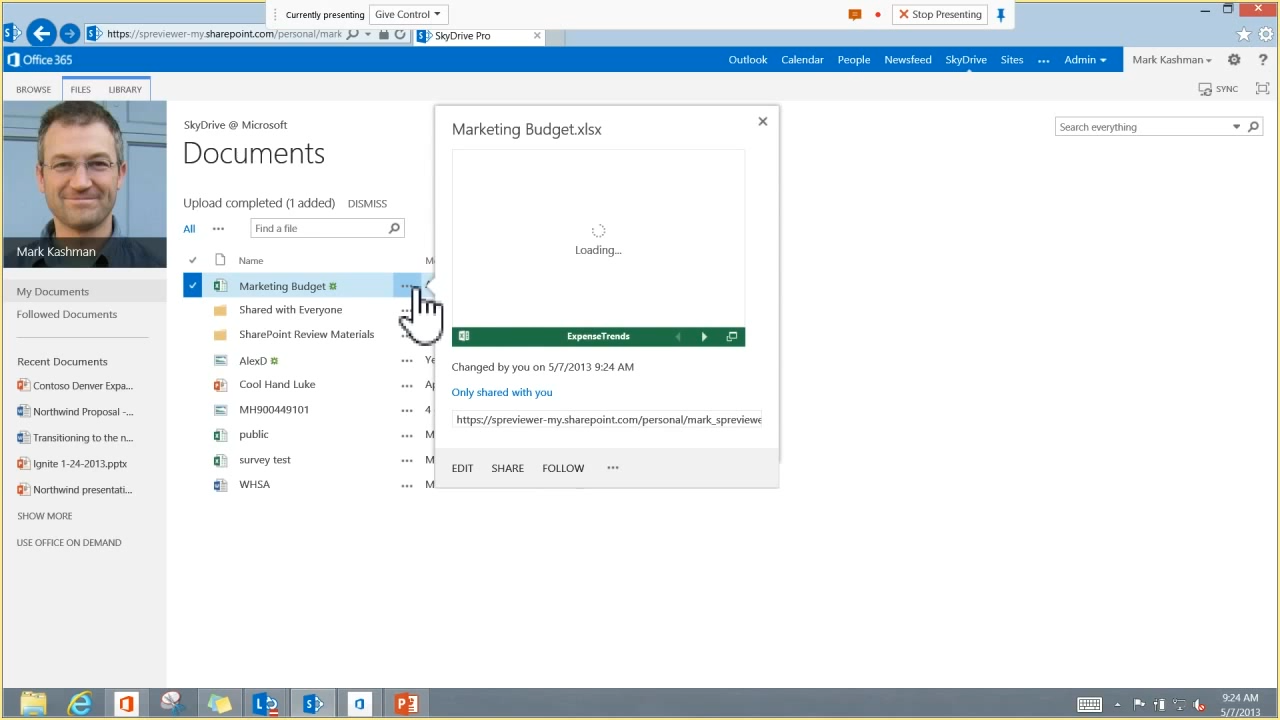 Currently presenting Give Control Stop Presenting
https://spreviewer-my.sharepoint.com/personal/mark
SkyDrive Pro
Office 365
Outlook Calendar People Newsfeed SkyDrive Sites ... Admin Mark Kashman ?
BROWSE FILES LIBRARY SYNC
SkyDrive @ Microsoft
Documents
Search everything
Upload completed (1 added) DISMISS
All ... Find a file
Name M
Mark Kashman
My Documents
Followed Documents
Recent Documents
Contoso Denver Expa...
Northwind Proposal -...
Transitioning to the n...
Ignite 1-24-2013.pptx
Northwind presentati...
SHOW MORE
USE OFFICE ON DEMAND
Marketing Budget ...
Shared with Everyone ...
SharePoint Review Materials ...
AlexD ... Ye
Cool Hand Luke ... Ap
MH900449101 ... 4
public ... M
survey test ... M
WHSA ... M
Marketing Budget.xlsx
Loading...
ExpenseTrends
Changed by you on 5/7/2013 9:24 AM
Only shared with you
https://spreviewer-my.sharepoint.com/personal/mark_spreviewe
EDIT SHARE FOLLOW ...
9:24 AM
5/7/2013